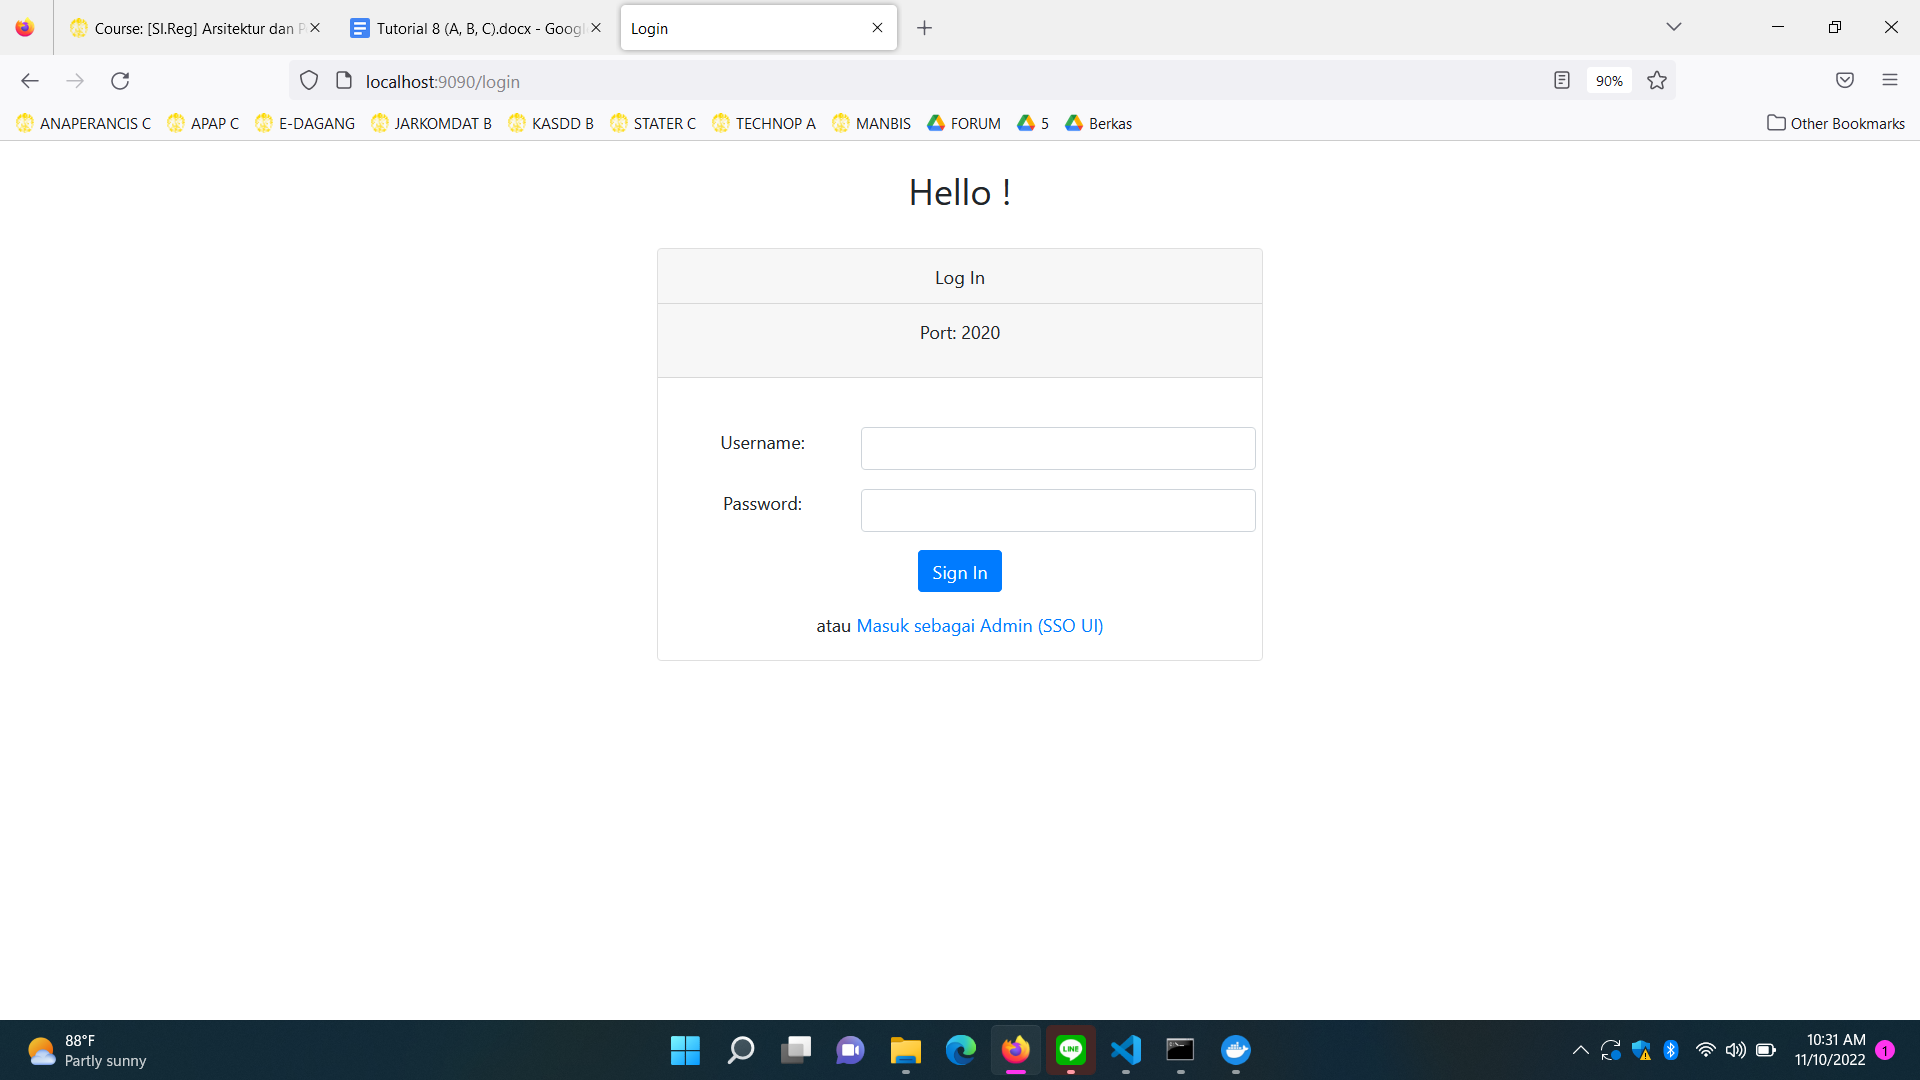 Course: [SI.Reg] Arsitektur dan P
Tutorial 8 (A, B, C).docx - Googl
Login
localhost:9090/login
90%
ANAPERANCIS C
APAP C
E-DAGANG
JARKOMDAT B
KASDD B
STATER C
TECHNOP A
MANBIS
FORUM
5
Berkas
Other Bookmarks
Hello !
Log In
Port: 2020
Username:
Password:
Sign In
atau Masuk sebagai Admin (SSO UI)
88°F
Partly sunny
LINE
10:31 AM
11/10/2022
1